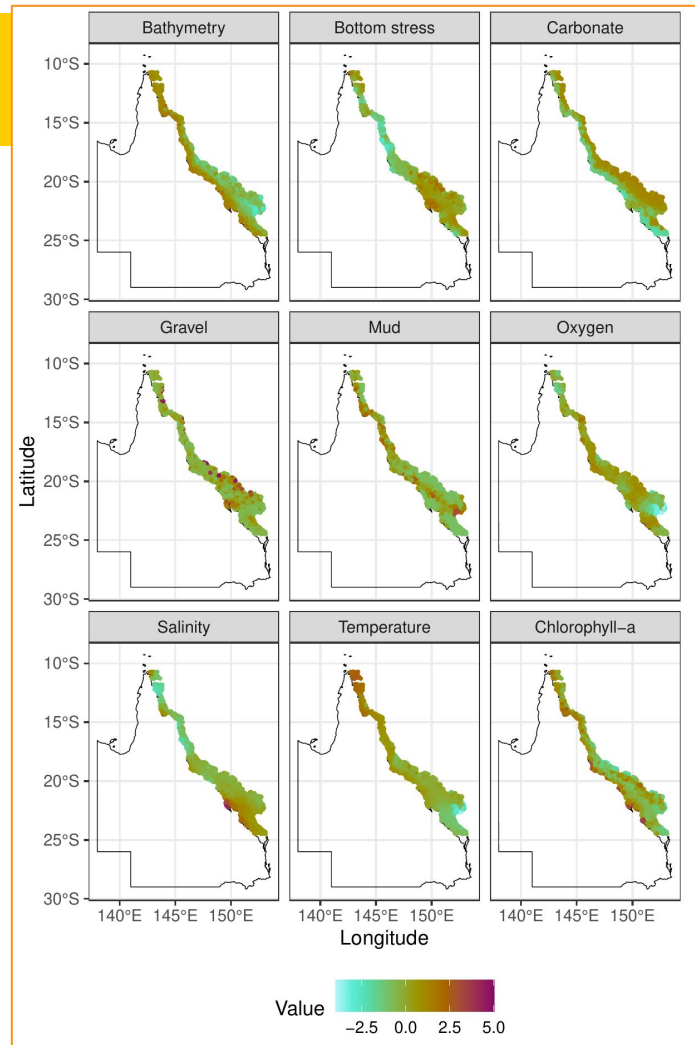 Bathymetry Bottom stress Carbonate
10°S
15°S
20°S
25°S
30°S
Gravel Mud Oxygen
10°S
15°S
20°S
25°S
30°S
Latitude
Salinity Temperature Chlorophyll−a
10°S
15°S
20°S
25°S
30°S
140°E 145°E 150°E 140°E 145°E 150°E 140°E 145°E 150°E
Longitude
Value
−2.5 0.0 2.5 5.0